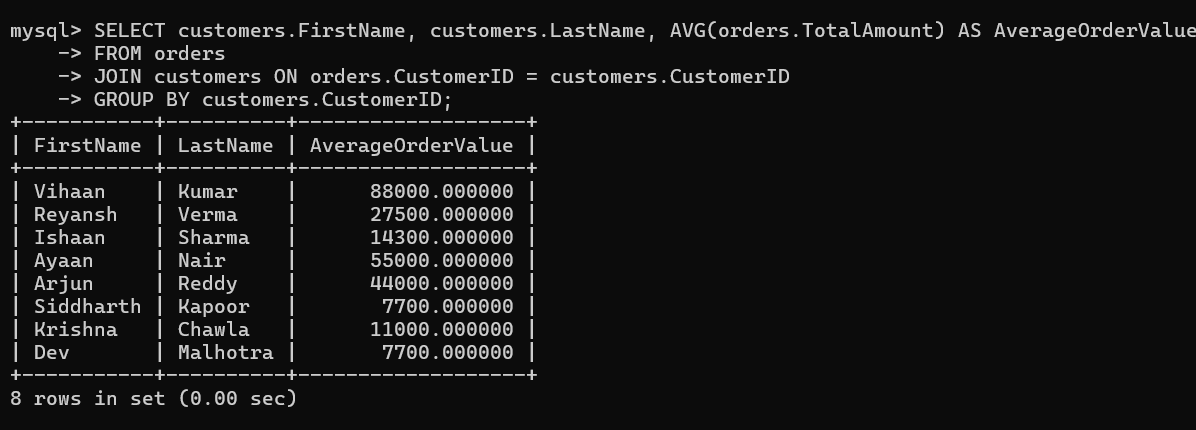 mysql> SELECT customers.FirstName, customers.LastName, AVG(orders.TotalAmount) AS AverageOrderValue
    -> FROM orders
    -> JOIN customers ON orders.CustomerID = customers.CustomerID
    -> GROUP BY customers.CustomerID;
+-----------+----------+-------------------+
| FirstName | LastName | AverageOrderValue |
+-----------+----------+-------------------+
| Vihaan    | Kumar    |      88000.000000 |
| Reyansh   | Verma    |      27500.000000 |
| Ishaan    | Sharma   |      14300.000000 |
| Ayaan     | Nair     |      55000.000000 |
| Arjun     | Reddy    |      44000.000000 |
| Siddharth | Kapoor   |       7700.000000 |
| Krishna   | Chawla   |      11000.000000 |
| Dev       | Malhotra |       7700.000000 |
+-----------+----------+-------------------+
8 rows in set (0.00 sec)